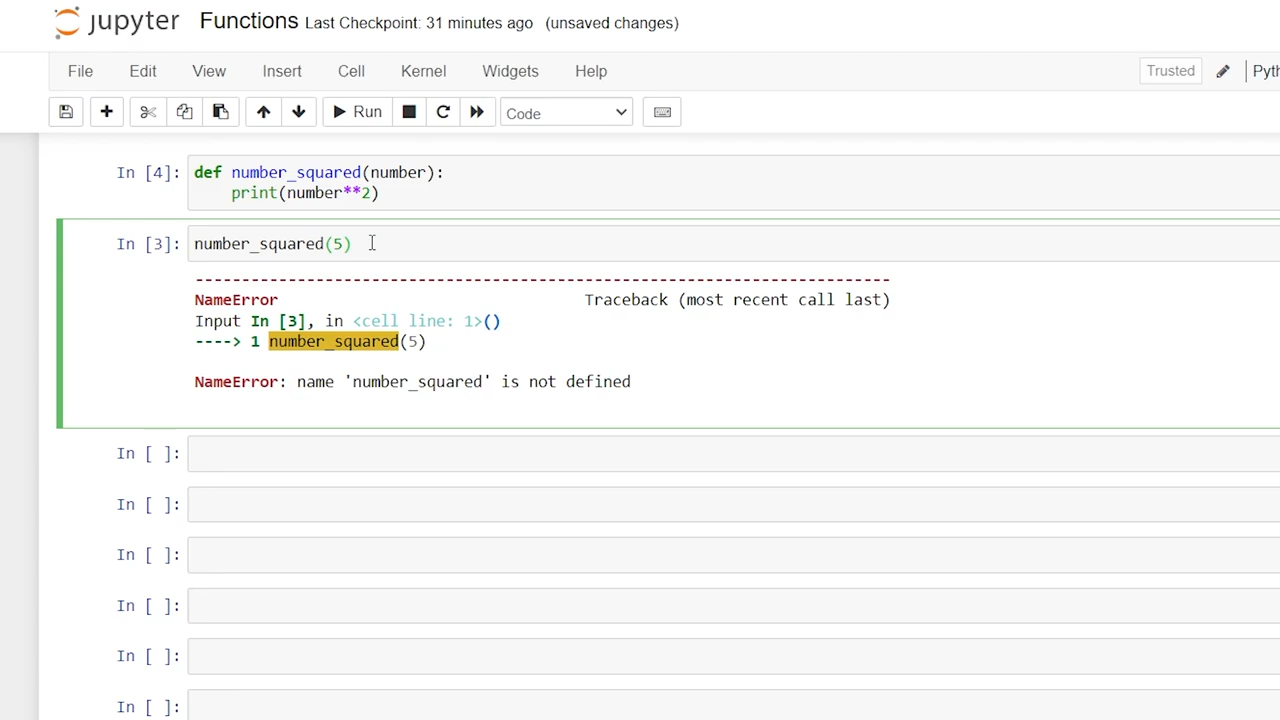 jupyter Functions Last Checkpoint: 31 minutes ago (unsaved changes)
File Edit View Insert Cell Kernel Widgets Help Trusted Pyth
Run Code
In [4]: def number_squared(number):
    print(number**2)
In [3]: number_squared(5)
---------------------------------------------------------------------------
NameError                                 Traceback (most recent call last)
Input In [3], in <cell line: 1>()
----> 1 number_squared(5)
NameError: name 'number_squared' is not defined
In [ ]:
In [ ]:
In [ ]:
In [ ]:
In [ ]:
In [ ]: